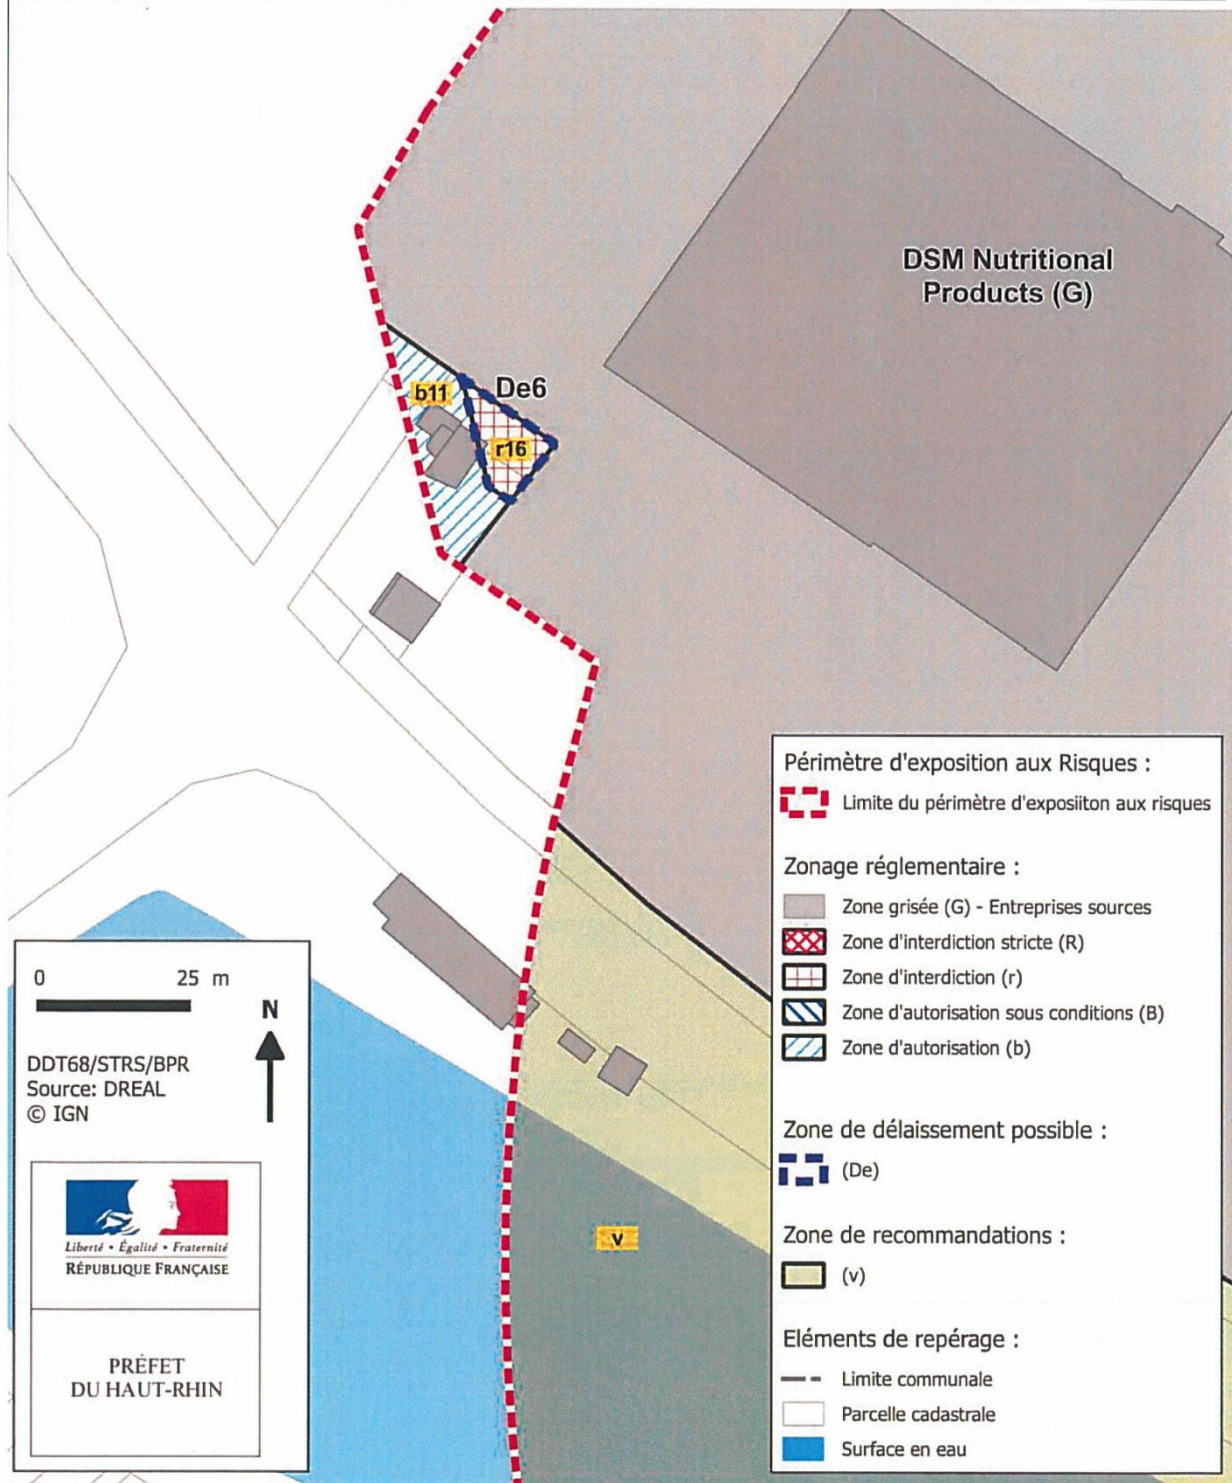 DSM Nutritional
Products (G)
b11
De6
r16
v
0 25 m
N
DDT68/STRS/BPR
Source: DREAL
© IGN
Liberté • Égalité • Fraternité
RÉPUBLIQUE FRANÇAISE
PRÉFET
DU HAUT-RHIN
Périmètre d'exposition aux Risques :
Limite du périmètre d'exposiiton aux risques
Zonage réglementaire :
Zone grisée (G) - Entreprises sources
Zone d'interdiction stricte (R)
Zone d'interdiction (r)
Zone d'autorisation sous conditions (B)
Zone d'autorisation (b)
Zone de délaissement possible :
(De)
Zone de recommandations :
(v)
Eléments de repérage :
Limite communale
Parcelle cadastrale
Surface en eau